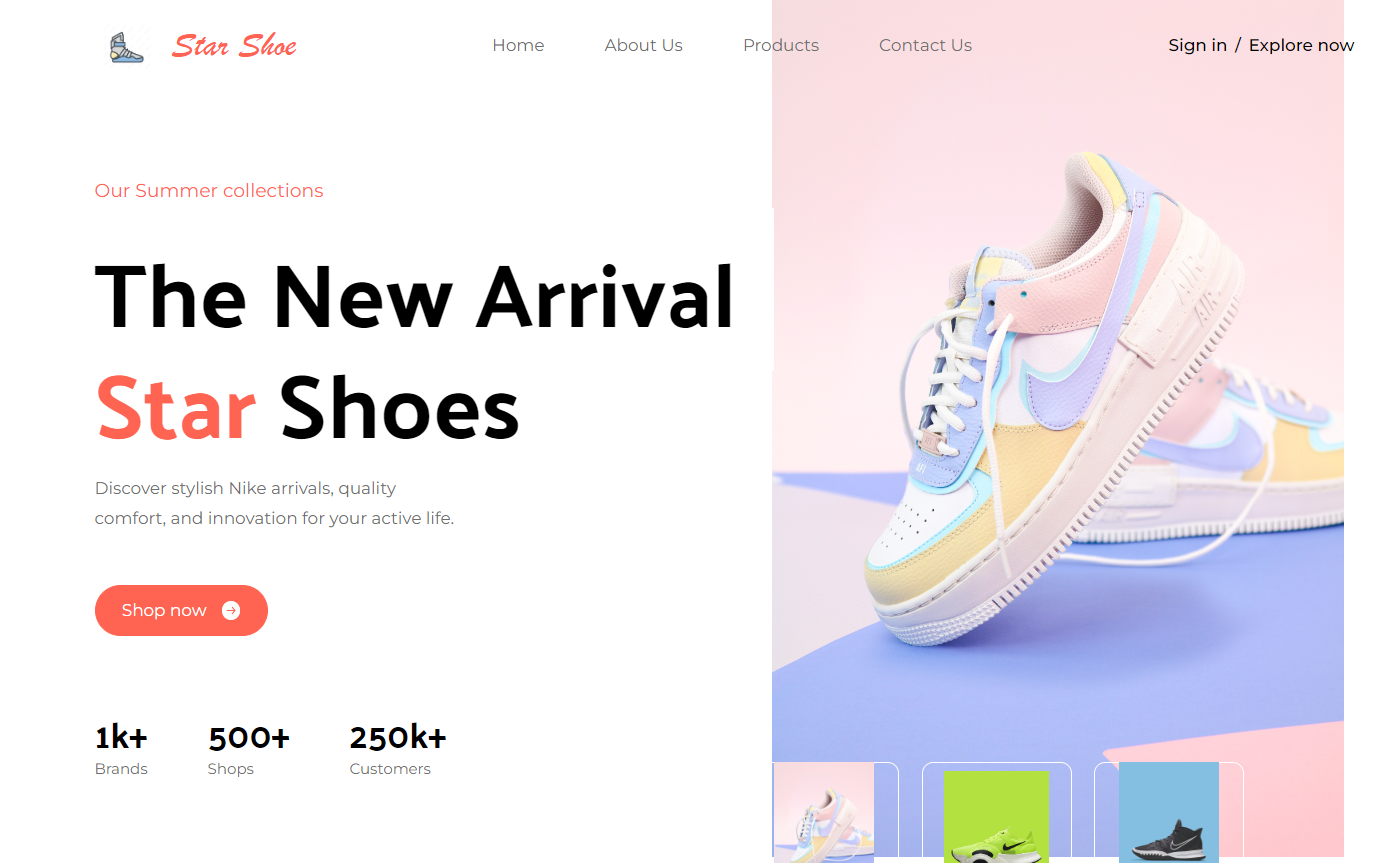 Star Shoe
Home
About Us
Products
Contact Us
Sign in / Explore now
Our Summer collections
The New Arrival
Star Shoes
Discover stylish Nike arrivals, quality
comfort, and innovation for your active life.
Shop now
1k+
Brands
500+
Shops
250k+
Customers
AIR
AIR